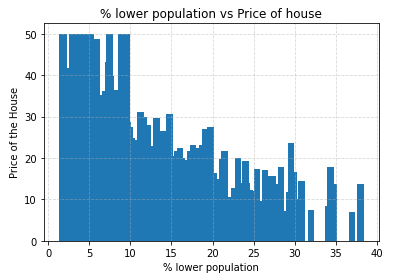 % lower population vs Price of house
Price of the House
50
40
30
20
10
0
0 5 10 15 20 25 30 35 40
% lower population